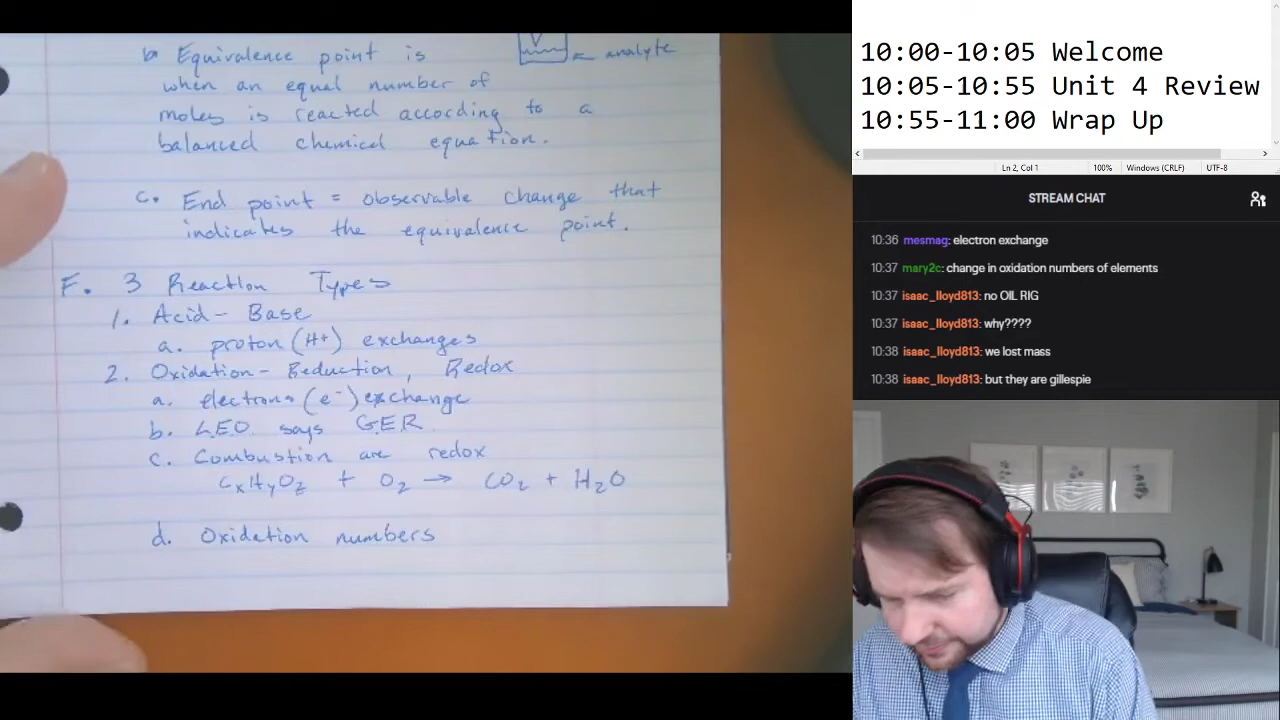 b Equivalence point is
← analyte
when an equal number of
moles is reacted according to a
balanced chemical equation.
c. End point = observable change that
indicates the equivalence point.
F. 3 Reaction Types
1. Acid - Base
a. proton (H+) exchanges
2. Oxidation - Reduction, Redox
a. electrons (e-) exchange
b. L.E.O. says G.E.R.
c. Combustion are redox
CxHyOz + O2 → CO2 + H2O
d. Oxidation numbers
10:00-10:05 Welcome
10:05-10:55 Unit 4 Review
10:55-11:00 Wrap Up
Ln 2, Col 1 100% Windows (CRLF) UTF-8
STREAM CHAT
10:36 mesmag: electron exchange
10:37 mary2c: change in oxidation numbers of elements
10:37 isaac_lloyd813: no OIL RIG
10:37 isaac_lloyd813: why????
10:38 isaac_lloyd813: we lost mass
10:38 isaac_lloyd813: but they are gillespie